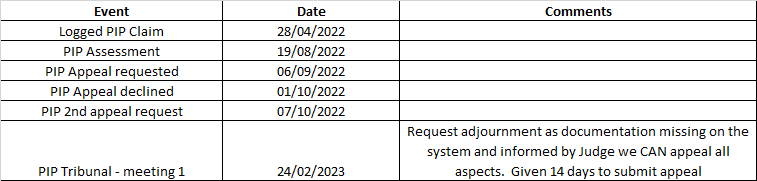 Event Date Comments
Logged PIP Claim 28/04/2022
PIP Assessment 19/08/2022
PIP Appeal requested 06/09/2022
PIP Appeal declined 01/10/2022
PIP 2nd appeal request 07/10/2022
Request adjournment as documentation missing on the
system and informed by Judge we CAN appeal all
PIP Tribunal - meeting 1 24/02/2023 aspects.  Given 14 days to submit appeal